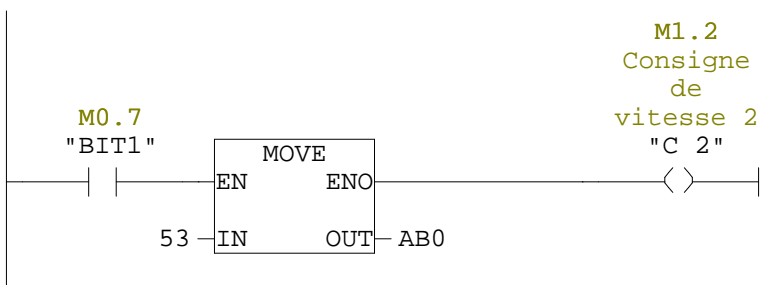 M1.2
Consigne
de
vitesse 2
"C 2"
M0.7
"BIT1"
MOVE
EN ENO
53 IN OUT AB0